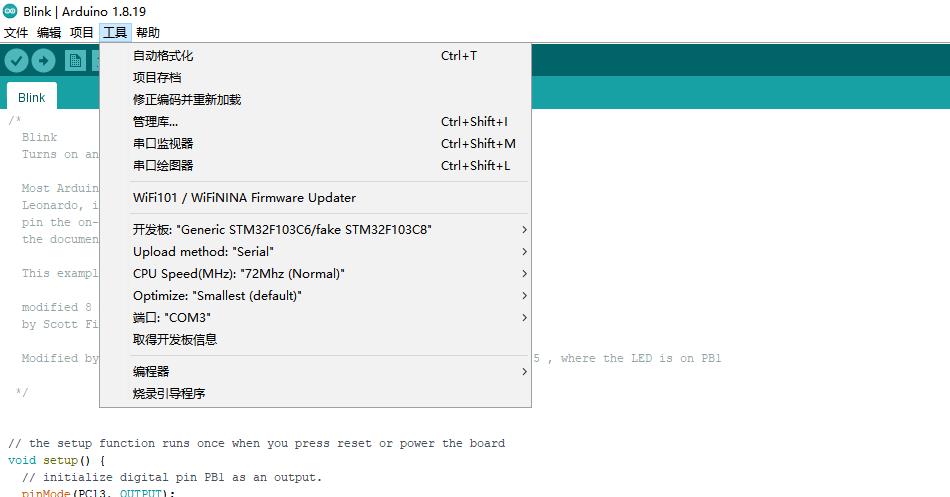 Blink | Arduino 1.8.19
文件 编辑 项目 工具 帮助
自动格式化 Ctrl+T
项目存档
修正编码并重新加载
管理库... Ctrl+Shift+I
串口监视器 Ctrl+Shift+M
串口绘图器 Ctrl+Shift+L
WiFi101 / WiFiNINA Firmware Updater
开发板: "Generic STM32F103C6/fake STM32F103C8"
Upload method: "Serial"
CPU Speed(MHz): "72Mhz (Normal)"
Optimize: "Smallest (default)"
端口: "COM3"
取得开发板信息
编程器
烧录引导程序
Blink
/*
Blink
Turns on an
Most Arduin
Leonardo, i
pin the on-
the documen
This exampl
modified 8
by Scott Fi
Modified by 5 , where the LED is on PB1
*/
// the setup function runs once when you press reset or power the board
void setup() {
// initialize digital pin PB1 as an output.
pinMode(PC13, OUTPUT);